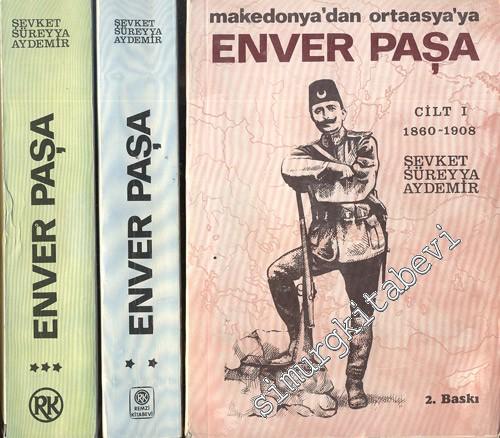 ŞEVKET
SÜREYYA
AYDEMİR
ENVER PAŞA
***
RK
ŞEVKET
SÜREYYA
AYDEMİR
ENVER PAŞA
**
RK
REMZİ
KİTABEVİ
makedonya'dan ortaasya'ya
ENVER PAŞA
CİLT I
1860-1908
ŞEVKET
SÜREYYA
AYDEMİR
2. Baskı
simurgkitabevi